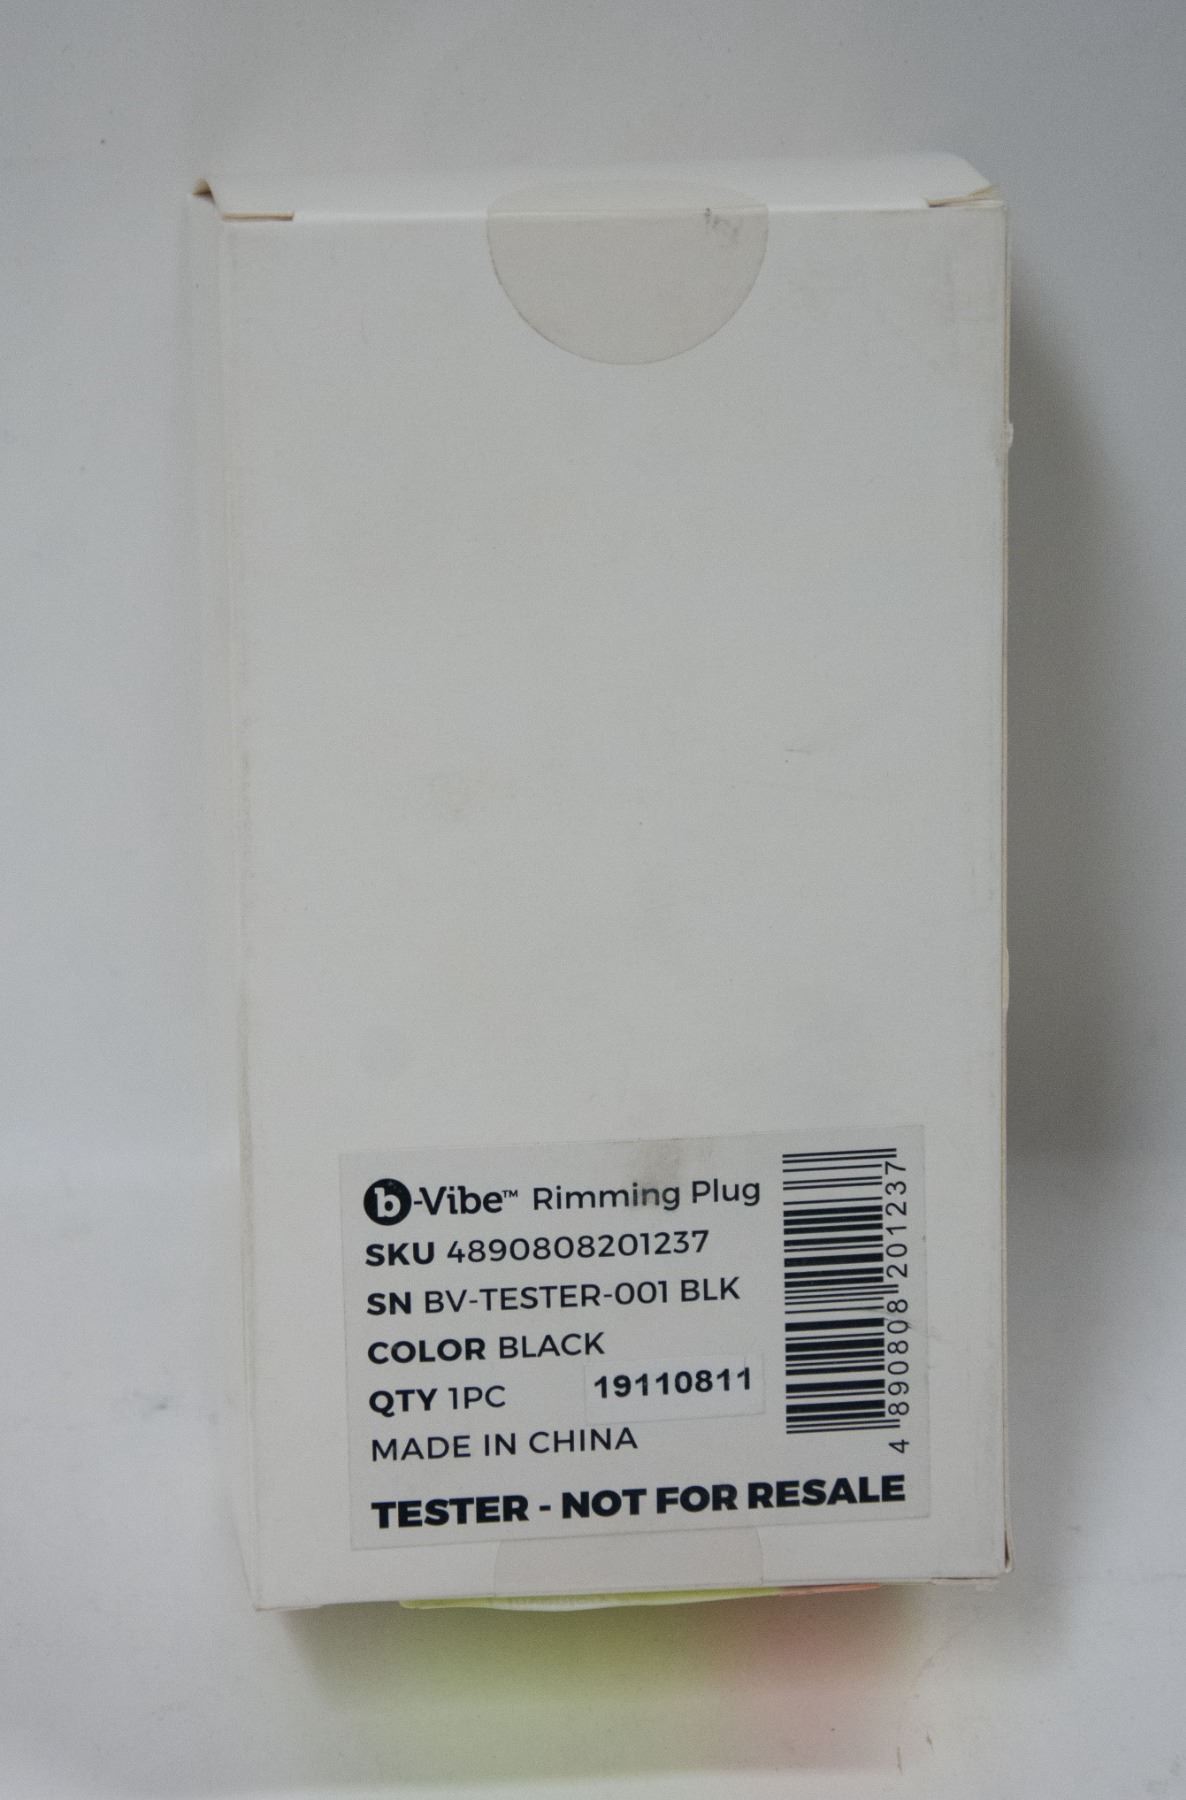 b-Vibe™ Rimming Plug
SKU 4890808201237
SN BV-TESTER-001 BLK
COLOR BLACK
QTY 1PC
19110811
MADE IN CHINA
TESTER - NOT FOR RESALE
4 890808 201237